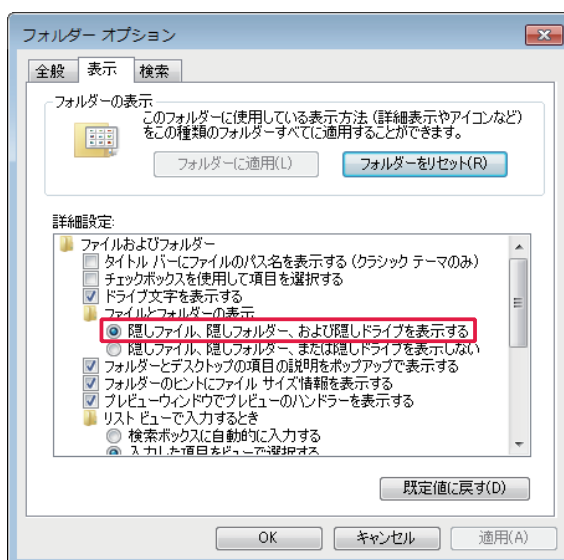 フォルダー オプション
全般 表示 検索
フォルダーの表示
このフォルダーに使用している表示方法（詳細表示やアイコンなど）
をこの種類のフォルダーすべてに適用することができます。
フォルダーに適用(L) フォルダーをリセット(R)
詳細設定:
ファイルおよびフォルダー
タイトル バーにファイルのパス名を表示する (クラシック テーマのみ)
チェックボックスを使用して項目を選択する
ドライブ文字を表示する
ファイルとフォルダーの表示
隠しファイル、隠しフォルダー、および隠しドライブを表示する
隠しファイル、隠しフォルダー、または隠しドライブを表示しない
フォルダーとデスクトップの項目の説明をポップアップで表示する
フォルダーのヒントにファイル サイズ情報を表示する
プレビューウィンドウでプレビューのハンドラーを表示する
リスト ビューで入力するとき
検索ボックスに自動的に入力する
入力した項目をビューで選択する
既定値に戻す(D)
OK キャンセル 適用(A)